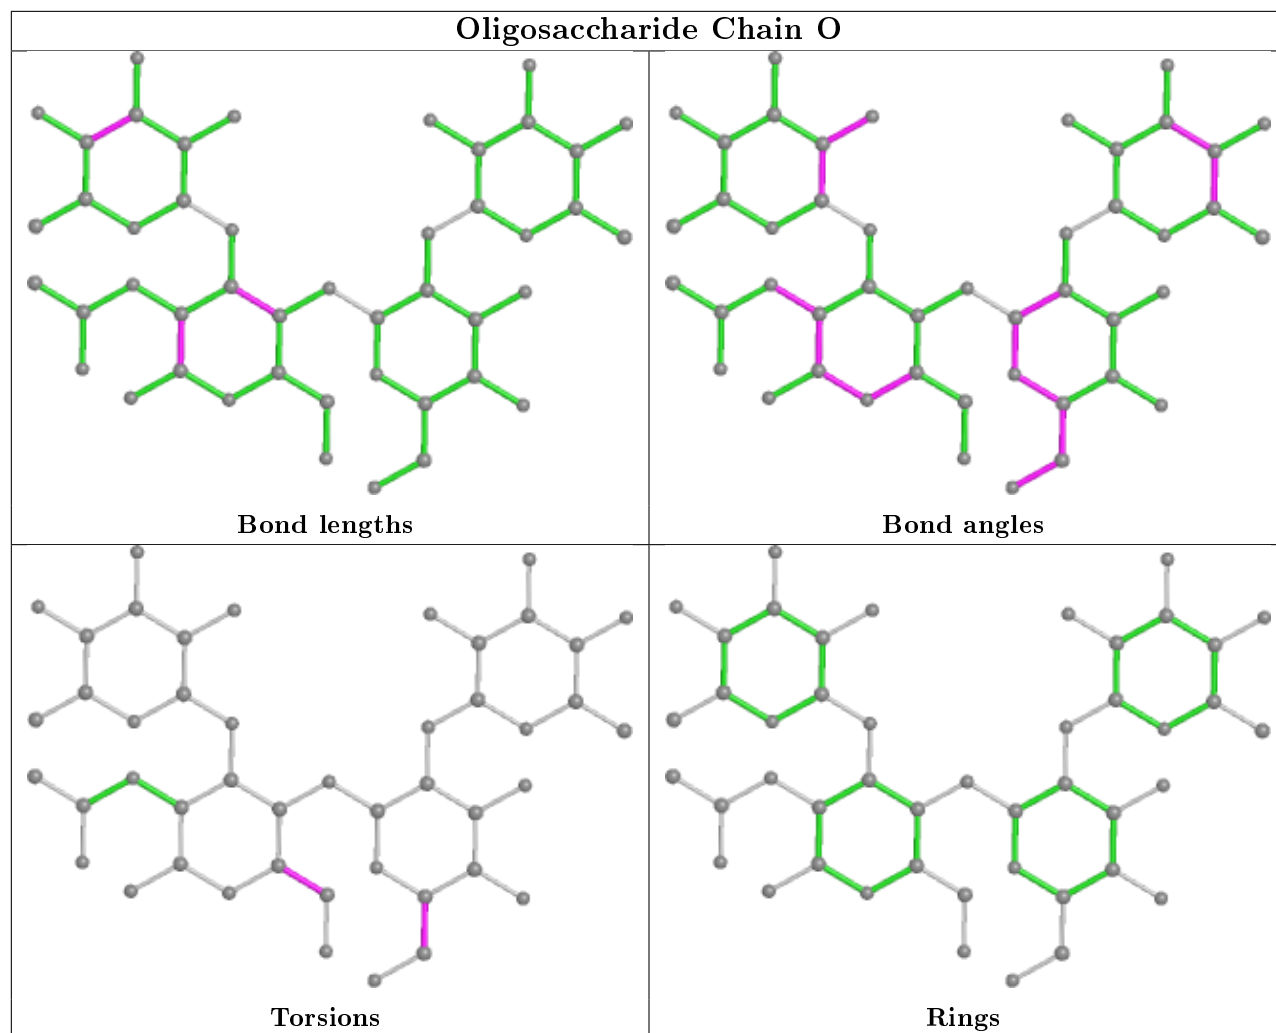 Oligosaccharide Chain O
Bond lengths
Bond angles
Torsions
Rings